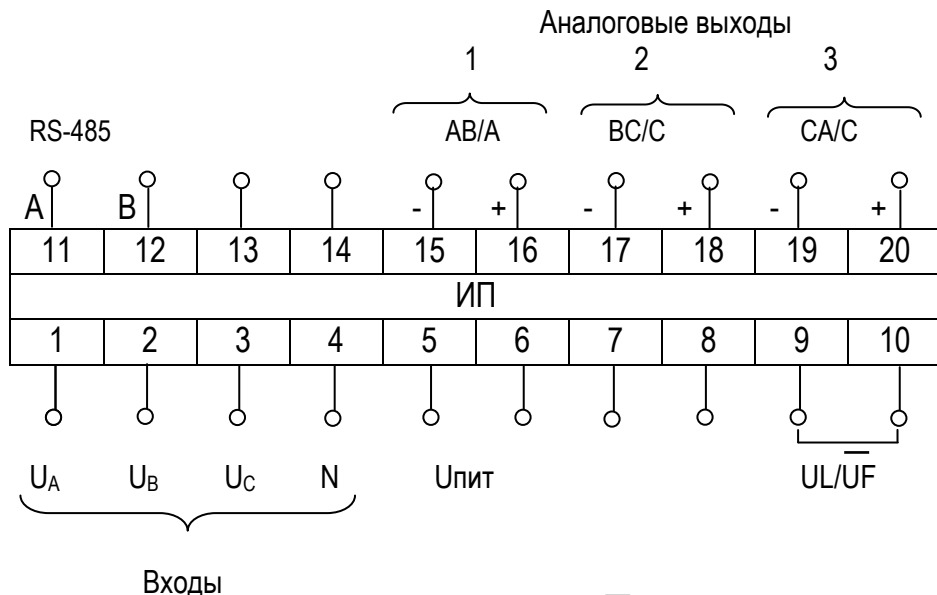 Аналоговые выходы
1 2 3
RS-485 AB/A BC/C CA/C
A B - + - + - +
11 12 13 14 15 16 17 18 19 20
ИП
1 2 3 4 5 6 7 8 9 10
UA UB UC N Uпит UL/U̅F̅
Входы